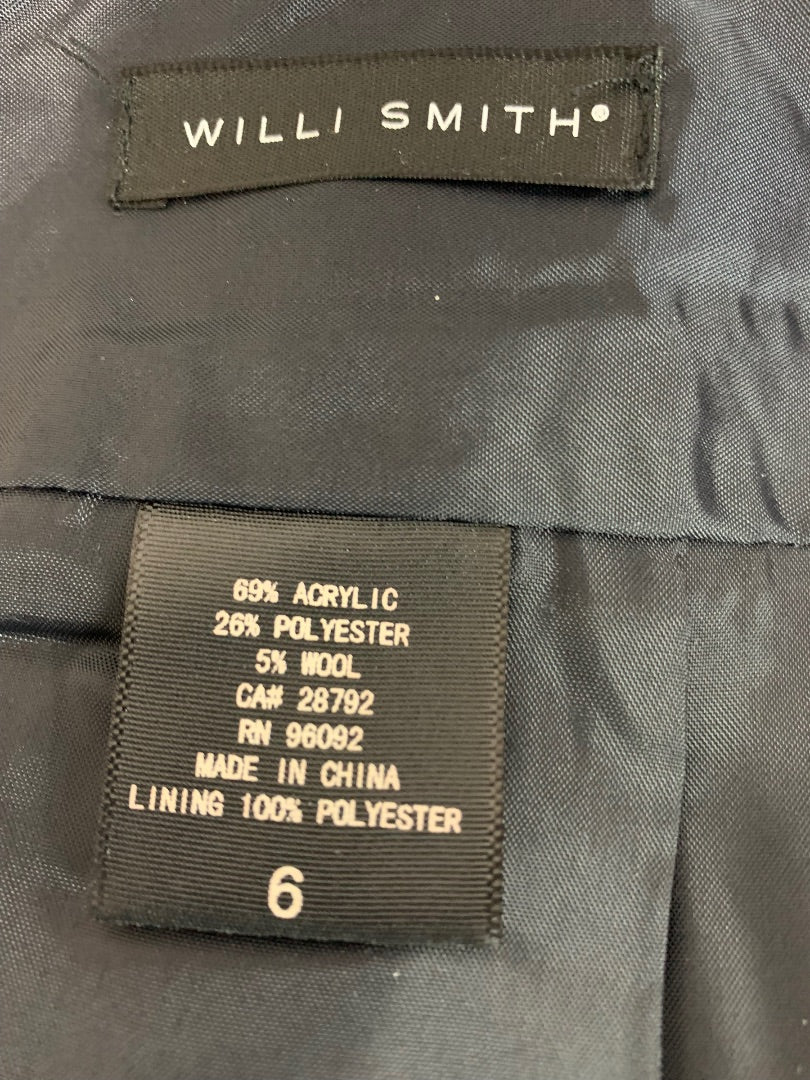 WILLI SMITH®
69% ACRYLIC
26% POLYESTER
5% WOOL
CA# 28792
RN 96092
MADE IN CHINA
LINING 100% POLYESTER
6